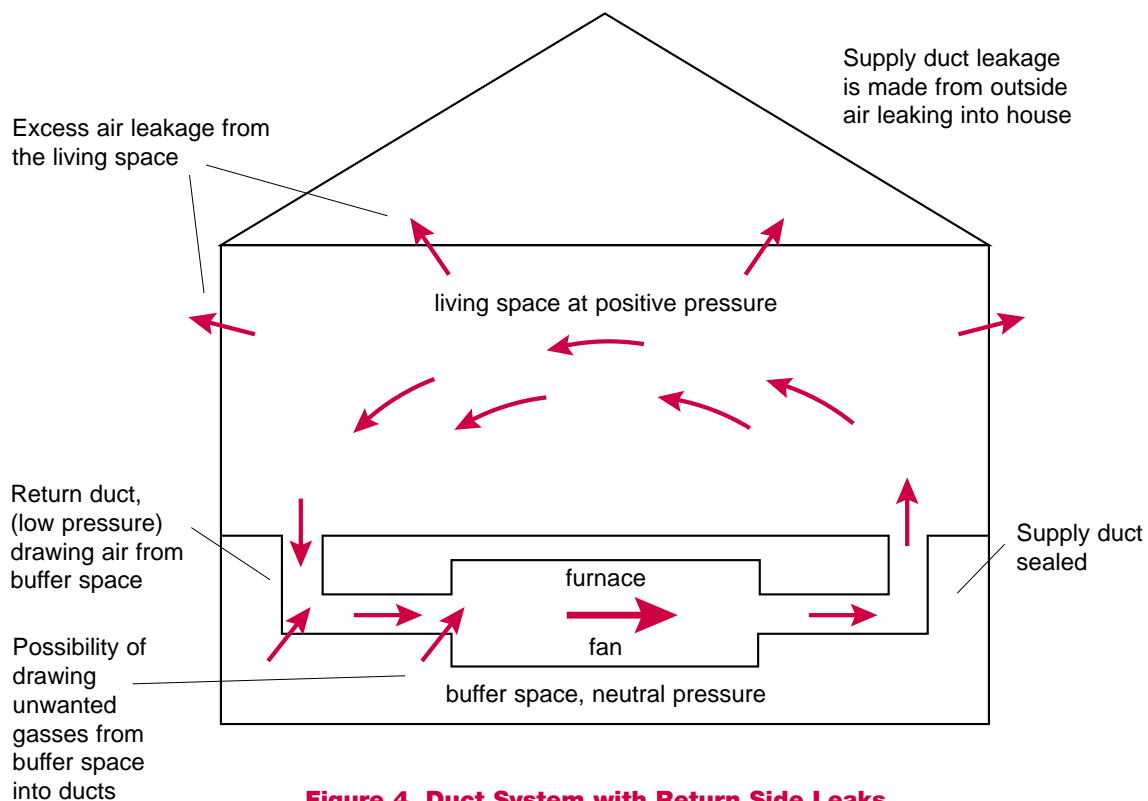 Supply duct leakage
is made from outside
air leaking into house
Excess air leakage from
the living space
living space at positive pressure
Return duct,
(low pressure)
drawing air from
buffer space
Supply duct
sealed
furnace
fan
Possibility of
drawing
unwanted
gasses from
buffer space
into ducts
buffer space, neutral pressure
Figure 4. Duct System with Return Side Leaks